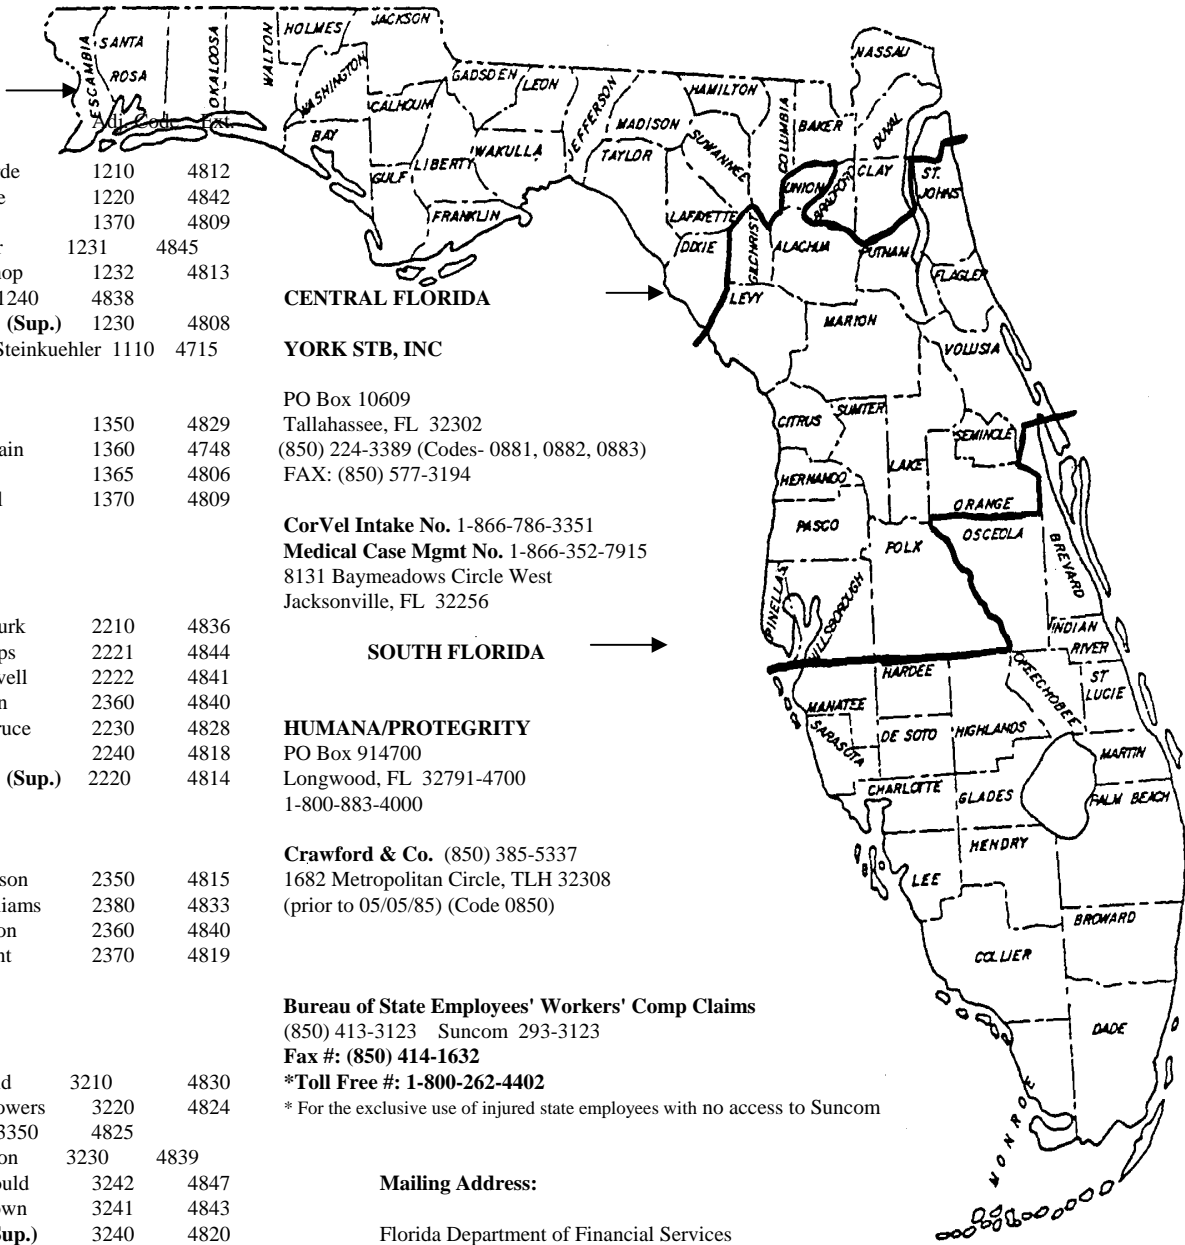 Adj. Code Ext.
de 1210 4812
e 1220 4842
1370 4809
r 1231 4845
hop 1232 4813
1240 4838
(Sup.) 1230 4808
Steinkuehler 1110 4715
1350 4829
ain 1360 4748
1365 4806
l 1370 4809
urk 2210 4836
ps 2221 4844
well 2222 4841
n 2360 4840
ruce 2230 4828
2240 4818
(Sup.) 2220 4814
son 2350 4815
liams 2380 4833
on 2360 4840
nt 2370 4819
ld 3210 4830
owers 3220 4824
3350 4825
on 3230 4839
ould 3242 4847
own 3241 4843
Sup.) 3240 4820
CENTRAL FLORIDA
YORK STB, INC
PO Box 10609
Tallahassee, FL 32302
(850) 224-3389 (Codes- 0881, 0882, 0883)
FAX: (850) 577-3194
CorVel Intake No. 1-866-786-3351
Medical Case Mgmt No. 1-866-352-7915
8131 Baymeadows Circle West
Jacksonville, FL 32256
SOUTH FLORIDA
HUMANA/PROTEGRITY
PO Box 914700
Longwood, FL 32791-4700
1-800-883-4000
Crawford & Co. (850) 385-5337
1682 Metropolitan Circle, TLH 32308
(prior to 05/05/85) (Code 0850)
Bureau of State Employees' Workers' Comp Claims
(850) 413-3123 Suncom 293-3123
Fax #: (850) 414-1632
*Toll Free #: 1-800-262-4402
* For the exclusive use of injured state employees with no access to Suncom
Mailing Address:
Florida Department of Financial Services
ESCAMBIA
SANTA
ROSA
OKALOOSA
WALTON
HOLMES
JACKSON
WASHINGTON
BAY
CALHOUN
GULF
LIBERTY
GADSDEN
LEON
WAKULLA
FRANKLIN
JEFFERSON
MADISON
TAYLOR
HAMILTON
SUWANNEE
LAFAYETTE
DIXIE
COLUMBIA
BAKER
NASSAU
DUVAL
UNION
BRADFORD
CLAY
ST.
JOHNS
GILCHRIST
ALACHUA
PUTNAM
FLAGLER
LEVY
MARION
VOLUSIA
CITRUS
SUMTER
LAKE
SEMINOLE
HERNANDO
ORANGE
PASCO
OSCEOLA
POLK
BREVARD
PINELLAS
HILLSBOROUGH
INDIAN
RIVER
HARDEE
OKEECHOBEE
ST
LUCIE
MANATEE
SARASOTA
DE SOTO
HIGHLANDS
MARTIN
CHARLOTTE
GLADES
PALM BEACH
HENDRY
LEE
BROWARD
COLLIER
DADE
MONROE